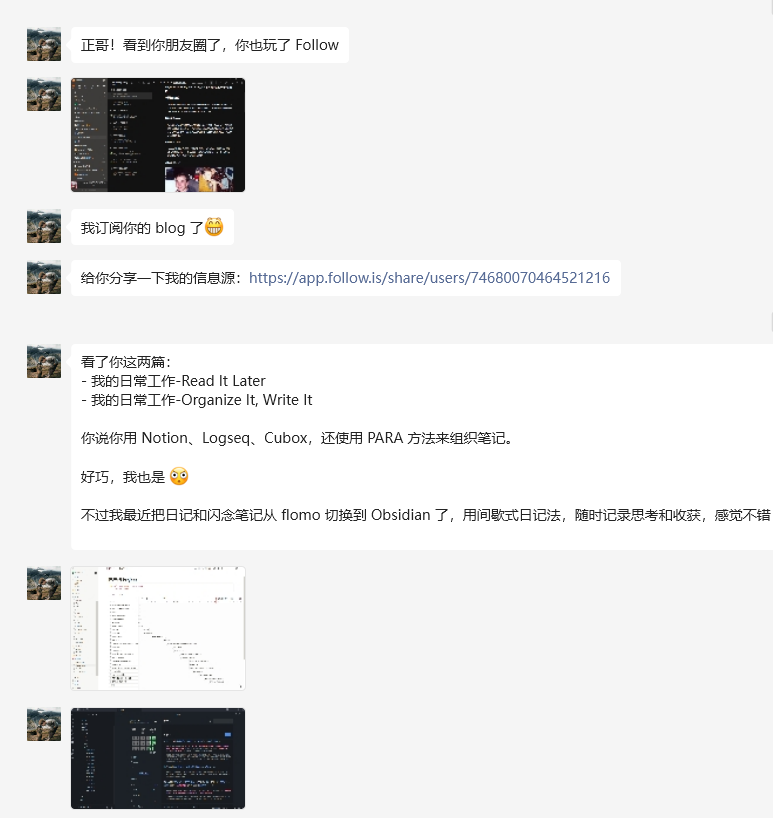 正哥！看到你朋友圈了，你也玩了 Follow
我订阅你的 blog 了
给你分享一下我的信息源：https://app.follow.is/share/users/74680070464521216
看了你这两篇：
- 我的日常工作-Read It Later
- 我的日常工作-Organize It, Write It
你说你用 Notion、Logseq、Cubox，还使用 PARA 方法来组织笔记。
好巧，我也是
不过我最近把日记和闪念笔记从 flomo 切换到 Obsidian 了，用间歇式日记法，随时记录思考和收获，感觉不错